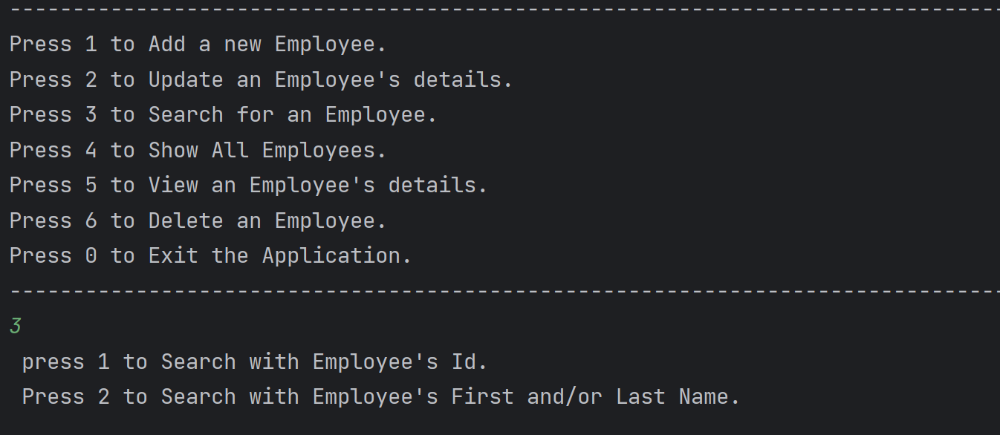 --------------------------------------------------------------------------------
Press 1 to Add a new Employee.
Press 2 to Update an Employee's details.
Press 3 to Search for an Employee.
Press 4 to Show All Employees.
Press 5 to View an Employee's details.
Press 6 to Delete an Employee.
Press 0 to Exit the Application.
--------------------------------------------------------------------------------
3
press 1 to Search with Employee's Id.
Press 2 to Search with Employee's First and/or Last Name.